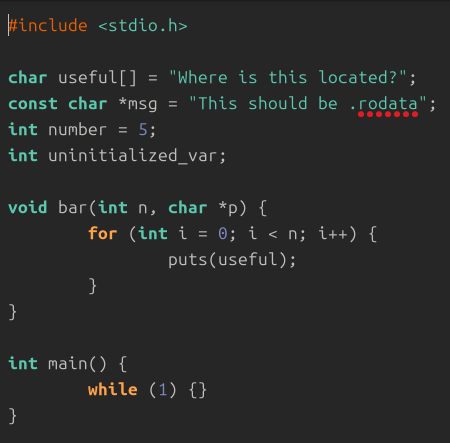 #include <stdio.h>

char useful[] = "Where is this located?";
const char *msg = "This should be .rodata";
int number = 5;
int uninitialized_var;

void bar(int n, char *p) {
        for (int i = 0; i < n; i++) {
                puts(useful);
        }
}

int main() {
        while (1) {}
}